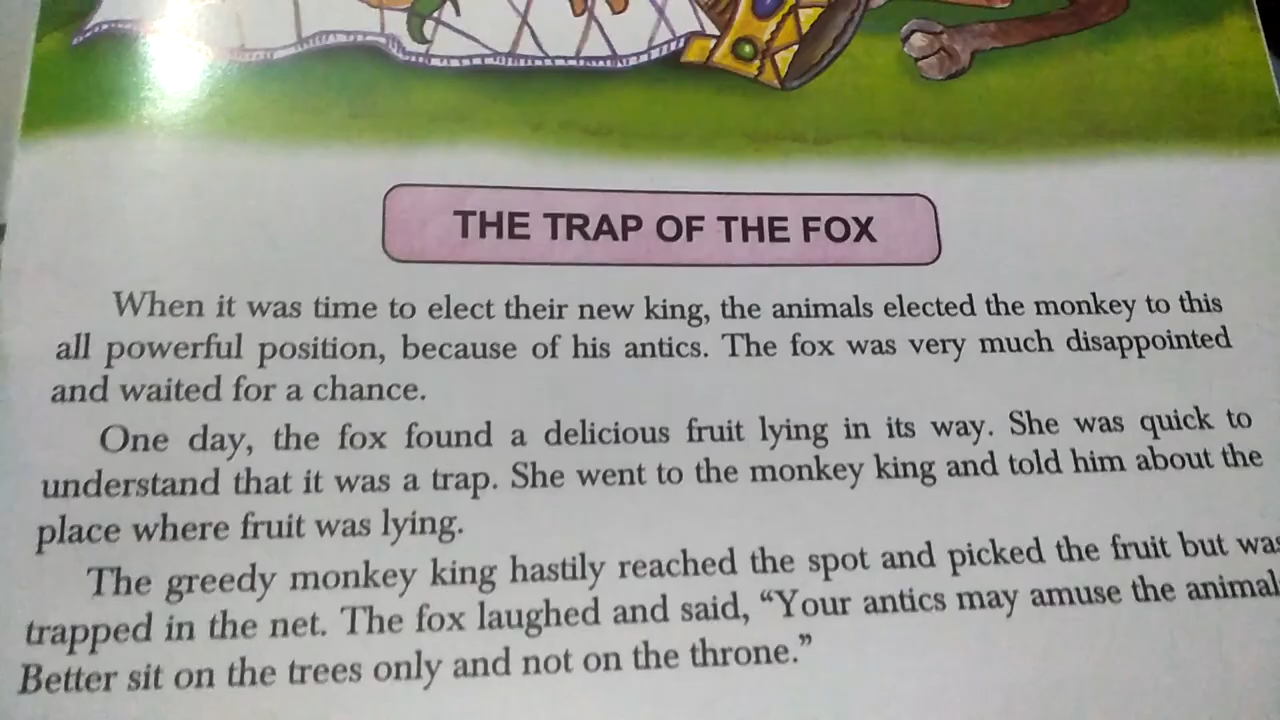 THE TRAP OF THE FOX
When it was time to elect their new king, the animals elected the monkey to this
all powerful position, because of his antics. The fox was very much disappointed
and waited for a chance.
One day, the fox found a delicious fruit lying in its way. She was quick to
understand that it was a trap. She went to the monkey king and told him about the
place where fruit was lying.
The greedy monkey king hastily reached the spot and picked the fruit but was
trapped in the net. The fox laughed and said, “Your antics may amuse the animal
Better sit on the trees only and not on the throne.”